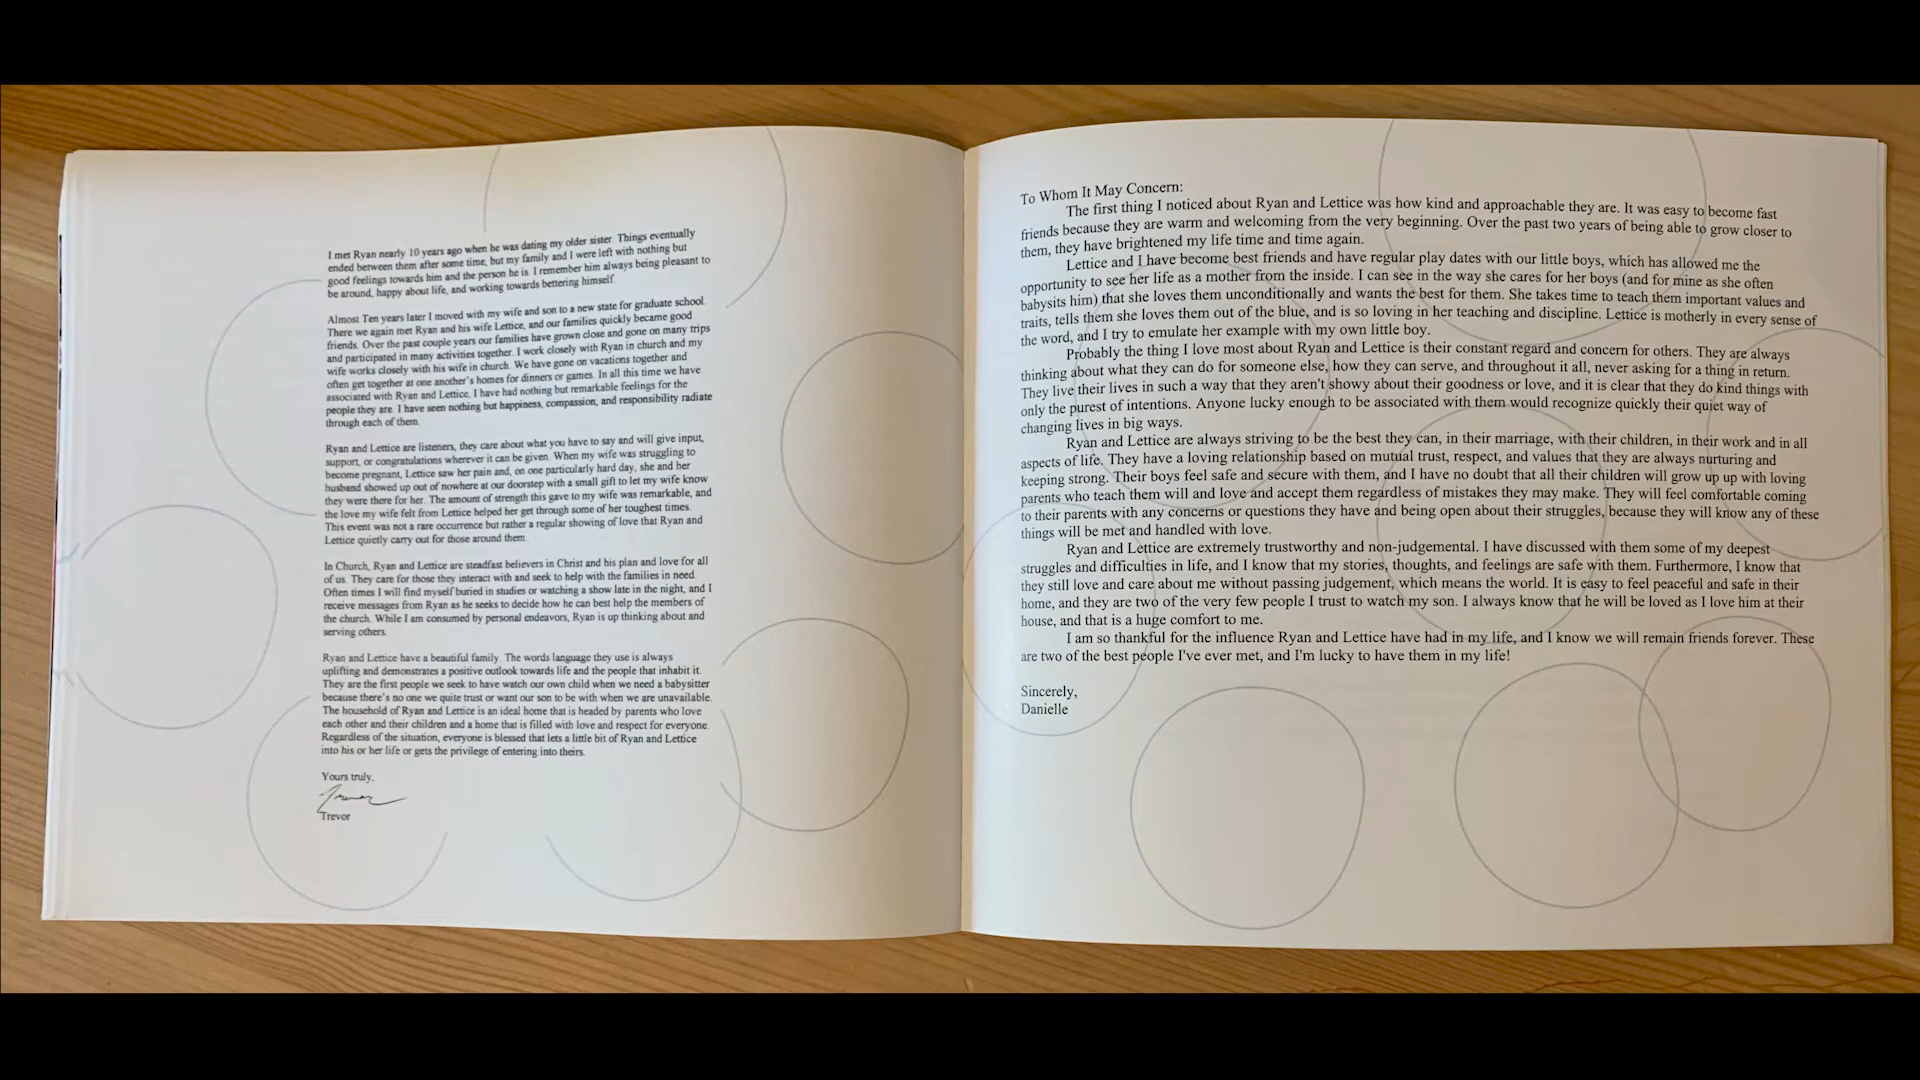 I met Ryan nearly 10 years ago when he was dating my older sister. Things eventually
ended between them after some time, but my family and I were left with nothing but
good feelings towards him and the person he is. I remember him always being pleasant to
be around, happy about life, and working towards bettering himself.
Almost Ten years later I moved with my wife and son to a new state for graduate school.
There we again met Ryan and his wife Lettice, and our families quickly became good
friends. Over the past couple years our families have grown close and gone on many trips
and participated in many activities together. I work closely with Ryan in church and my
wife works closely with his wife in church. We have gone on vacations together and
often get together at one another's homes for dinners or games. In all this time we have
associated with Ryan and Lettice, I have had nothing but remarkable feelings for the
people they are. I have seen nothing but happiness, compassion, and responsibility radiate
through each of them.
Ryan and Lettice are listeners, they care about what you have to say and will give input,
support, or congratulations wherever it can be given. When my wife was struggling to
become pregnant, Lettice saw her pain and, on one particularly hard day, she and her
husband showed up out of nowhere at our doorstep with a small gift to let my wife know
they were there for her. The amount of strength this gave to my wife was remarkable, and
the love my wife felt from Lettice helped her get through some of her toughest times.
This event was not a rare occurrence but rather a regular showing of love that Ryan and
Lettice quietly carry out for those around them.
In Church, Ryan and Lettice are steadfast believers in Christ and his plan and love for all
of us. They care for those they interact with and seek to help with the families in need.
Often times I will find myself buried in studies or watching a show late in the night, and I
receive messages from Ryan as he seeks to decide how he can best help the members of
the church. While I am consumed by personal endeavors, Ryan is up thinking about and
serving others.
Ryan and Lettice have a beautiful family. The words language they use is always
uplifting and demonstrates a positive outlook towards life and the people that inhabit it.
They are the first people we seek to have watch our own child when we need a babysitter
because there's no one we quite trust or want our son to be with when we are unavailable.
The household of Ryan and Lettice is an ideal home that is headed by parents who love
each other and their children and a home that is filled with love and respect for everyone.
Regardless of the situation, everyone is blessed that lets a little bit of Ryan and Lettice
into his or her life or gets the privilege of entering into theirs.
Yours truly,
Trevor
Trevor
To Whom It May Concern:
The first thing I noticed about Ryan and Lettice was how kind and approachable they are. It was easy to become fast
friends because they are warm and welcoming from the very beginning. Over the past two years of being able to grow closer to
them, they have brightened my life time and time again.
Lettice and I have become best friends and have regular play dates with our little boys, which has allowed me the
opportunity to see her life as a mother from the inside. I can see in the way she cares for her boys (and for mine as she often
babysits him) that she loves them unconditionally and wants the best for them. She takes time to teach them important values and
traits, tells them she loves them out of the blue, and is so loving in her teaching and discipline. Lettice is motherly in every sense of
the word, and I try to emulate her example with my own little boy.
Probably the thing I love most about Ryan and Lettice is their constant regard and concern for others. They are always
thinking about what they can do for someone else, how they can serve, and throughout it all, never asking for a thing in return.
They live their lives in such a way that they aren't showy about their goodness or love, and it is clear that they do kind things with
only the purest of intentions. Anyone lucky enough to be associated with them would recognize quickly their quiet way of
changing lives in big ways.
Ryan and Lettice are always striving to be the best they can, in their marriage, with their children, in their work and in all
aspects of life. They have a loving relationship based on mutual trust, respect, and values that they are always nurturing and
keeping strong. Their boys feel safe and secure with them, and I have no doubt that all their children will grow up up with loving
parents who teach them will and love and accept them regardless of mistakes they may make. They will feel comfortable coming
to their parents with any concerns or questions they have and being open about their struggles, because they will know any of these
things will be met and handled with love.
Ryan and Lettice are extremely trustworthy and non-judgemental. I have discussed with them some of my deepest
struggles and difficulties in life, and I know that my stories, thoughts, and feelings are safe with them. Furthermore, I know that
they still love and care about me without passing judgement, which means the world. It is easy to feel peaceful and safe in their
home, and they are two of the very few people I trust to watch my son. I always know that he will be loved as I love him at their
house, and that is a huge comfort to me.
I am so thankful for the influence Ryan and Lettice have had in my life, and I know we will remain friends forever. These
are two of the best people I've ever met, and I'm lucky to have them in my life!
Sincerely,
Danielle